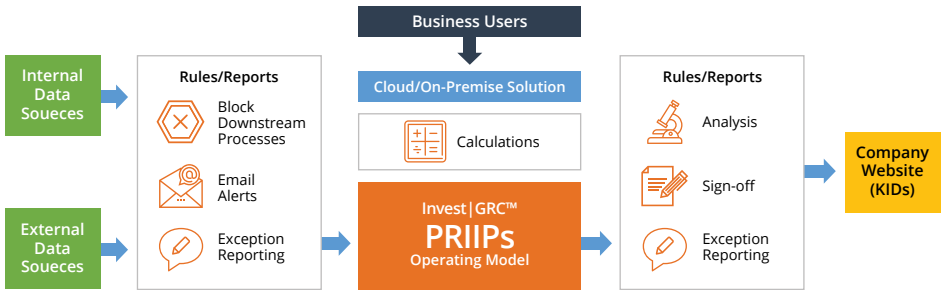 Business Users
Internal
Data
Soueces
External
Data
Soueces
Rules/Reports
Block
Downstream
Processes
Email
Alerts
Exception
Reporting
Cloud/On-Premise Solution
Calculations
Invest|GRC™
PRIIPs
Operating Model
Rules/Reports
Analysis
Sign-off
Exception
Reporting
Company
Website
(KIDs)